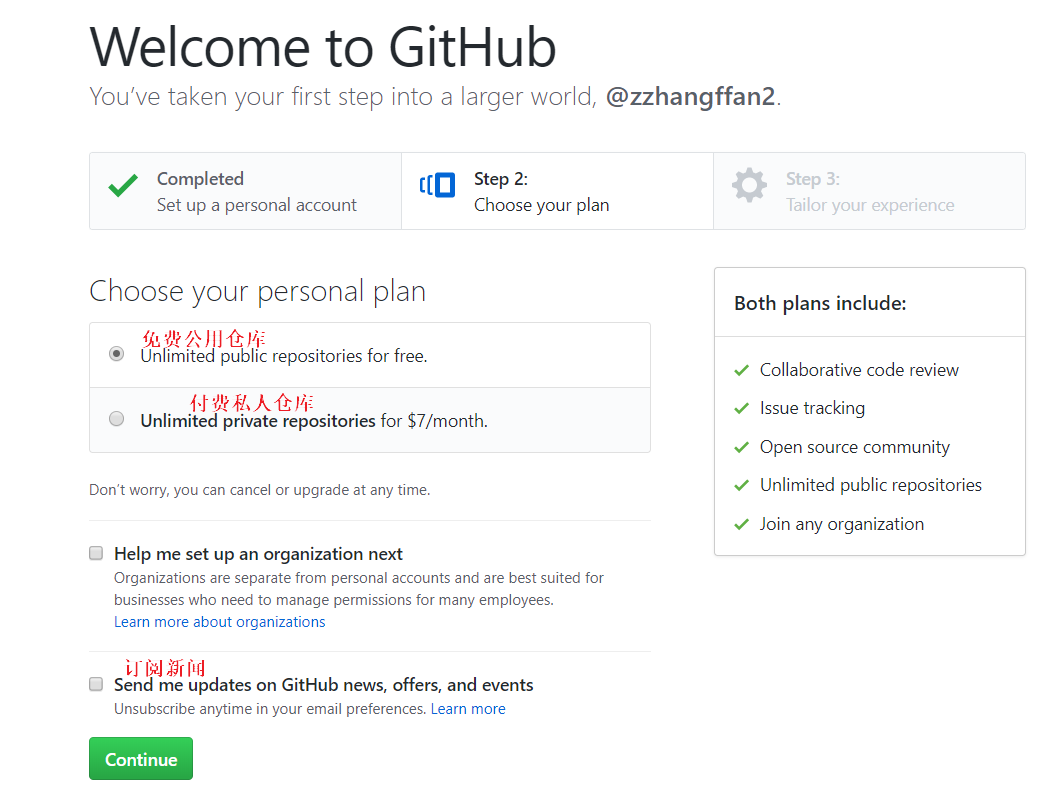 Welcome to GitHub
You’ve taken your first step into a larger world, @zzhangffan2.
Completed
Set up a personal account
Step 2:
Choose your plan
Step 3:
Tailor your experience
Choose your personal plan
免费公用仓库
Unlimited public repositories for free.
付费私人仓库
Unlimited private repositories for $7/month.
Don’t worry, you can cancel or upgrade at any time.
Help me set up an organization next
Organizations are separate from personal accounts and are best suited for
businesses who need to manage permissions for many employees.
Learn more about organizations
订阅新闻
Send me updates on GitHub news, offers, and events
Unsubscribe anytime in your email preferences. Learn more
Continue
Both plans include:
Collaborative code review
Issue tracking
Open source community
Unlimited public repositories
Join any organization